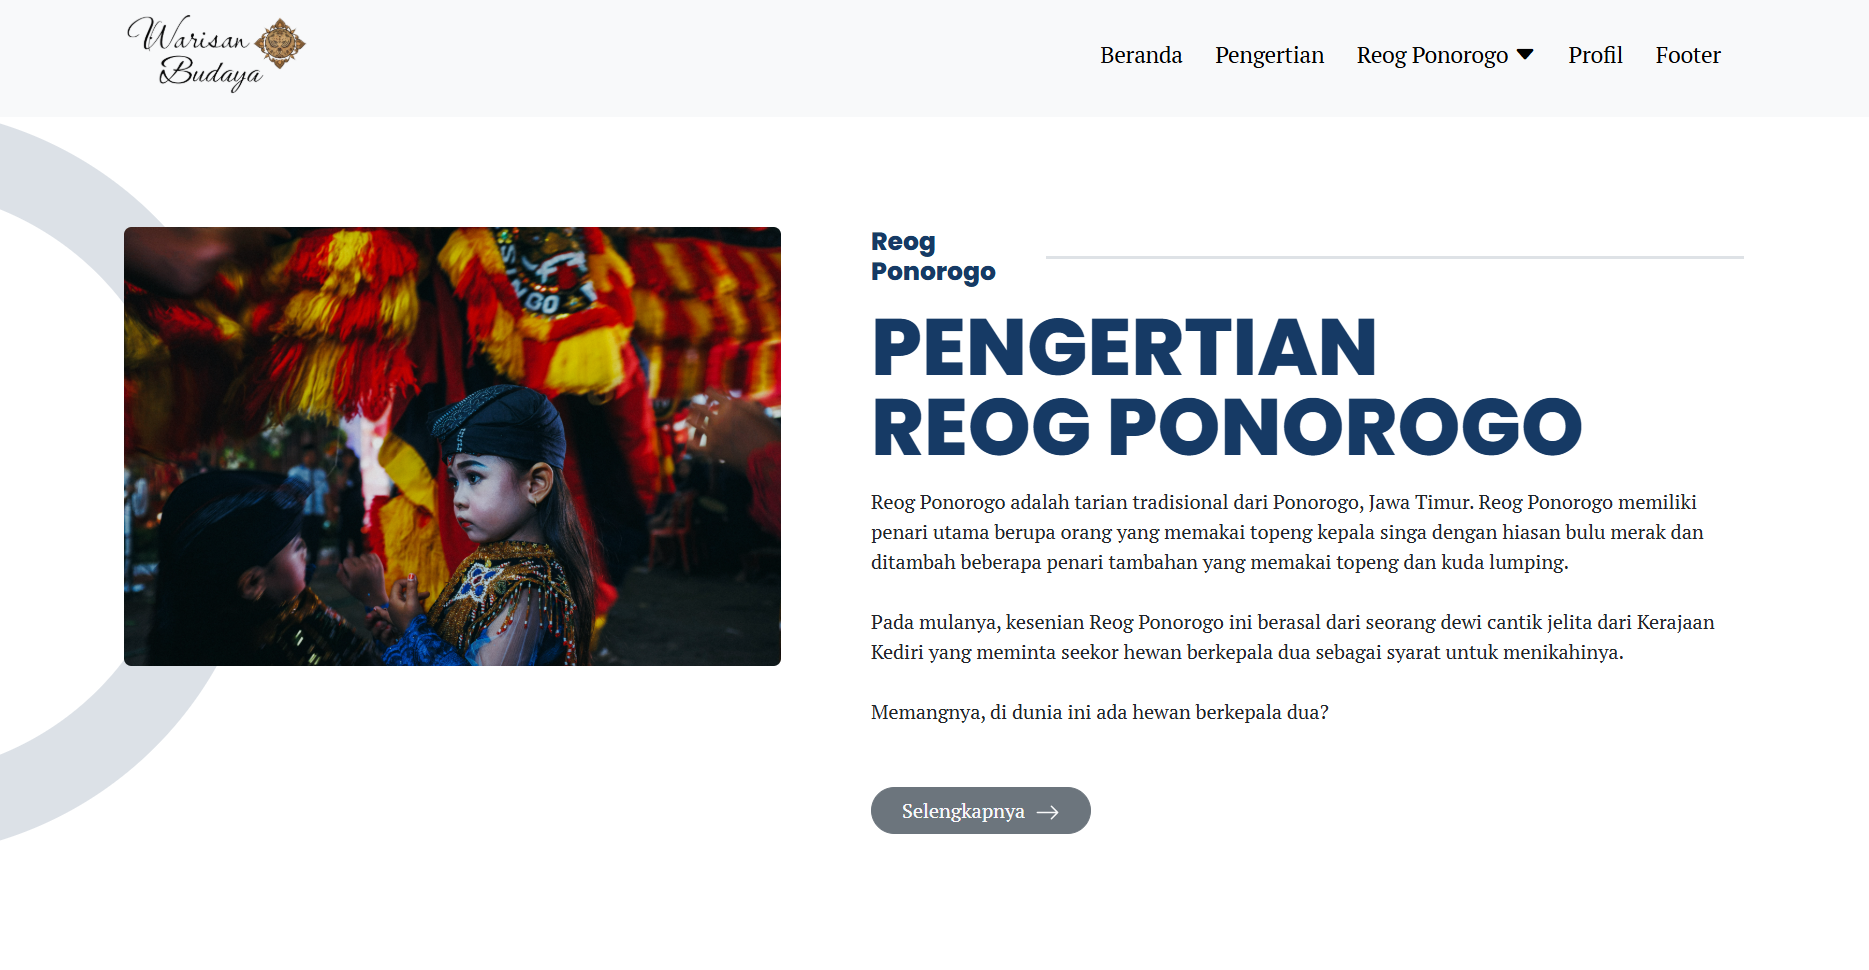 Warisan
Budaya
Beranda Pengertian Reog Ponorogo Profil Footer
Reog
Ponorogo
PENGERTIAN
REOG PONOROGO
Reog Ponorogo adalah tarian tradisional dari Ponorogo, Jawa Timur. Reog Ponorogo memiliki
penari utama berupa orang yang memakai topeng kepala singa dengan hiasan bulu merak dan
ditambah beberapa penari tambahan yang memakai topeng dan kuda lumping.
Pada mulanya, kesenian Reog Ponorogo ini berasal dari seorang dewi cantik jelita dari Kerajaan
Kediri yang meminta seekor hewan berkepala dua sebagai syarat untuk menikahinya.
Memangnya, di dunia ini ada hewan berkepala dua?
Selengkapnya